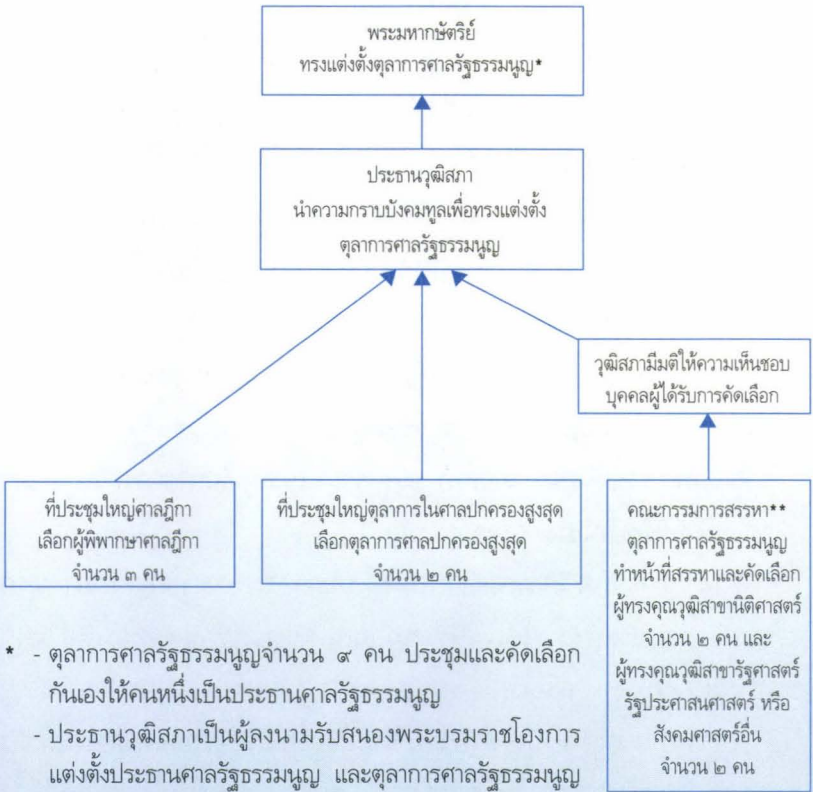 พระมหากษัตริย์
ทรงแต่งตั้งตุลาการศาลรัฐธรรมนูญ*
ประธานวุฒิสภา
นำความกราบบังคมทูลเพื่อทรงแต่งตั้ง
ตุลาการศาลรัฐธรรมนูญ
วุฒิสภามีมติให้ความเห็นชอบ
บุคคลผู้ได้รับการคัดเลือก
ที่ประชุมใหญ่ศาลฎีกา
เลือกผู้พิพากษาศาลฎีกา
จำนวน ๓ คน
ที่ประชุมใหญ่ตุลาการในศาลปกครองสูงสุด
เลือกตุลาการศาลปกครองสูงสุด
จำนวน ๒ คน
คณะกรรมการสรรหา**
ตุลาการศาลรัฐธรรมนูญ
ทำหน้าที่สรรหาและคัดเลือก
ผู้ทรงคุณวุฒิสาขานิติศาสตร์
จำนวน ๒ คน และ
ผู้ทรงคุณวุฒิสาขารัฐศาสตร์
รัฐประศาสนศาสตร์ หรือ
สังคมศาสตร์อื่น
จำนวน ๒ คน
* - ตุลาการศาลรัฐธรรมนูญจำนวน ๙ คน ประชุมและคัดเลือก
กันเองให้คนหนึ่งเป็นประธานศาลรัฐธรรมนูญ
- ประธานวุฒิสภาเป็นผู้ลงนามรับสนองพระบรมราชโองการ
แต่งตั้งประธานศาลรัฐธรรมนูญ และตุลาการศาลรัฐธรรมนูญ